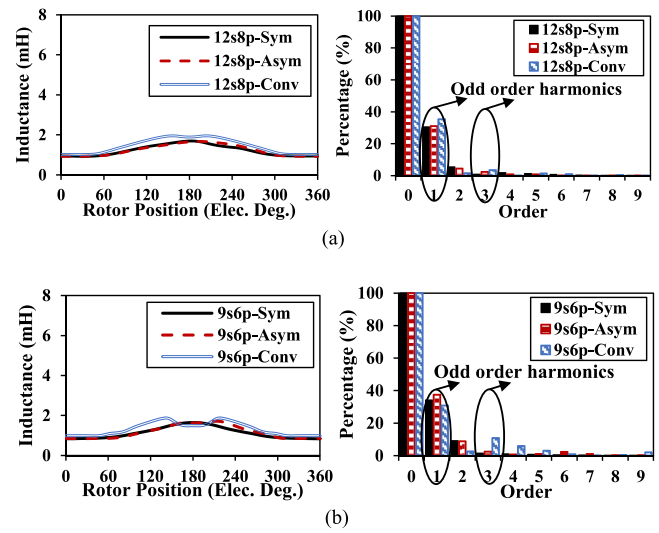 (a)
Inductance (mH)
8
6
4
2
0
12s8p-Sym
12s8p-Asym
12s8p-Conv
0 60 120 180 240 300 360
Rotor Position (Elec. Deg.)
Percentage (%)
100
80
60
40
20
0
12s8p-Sym
12s8p-Asym
12s8p-Conv
Odd order harmonics
0 1 2 3 4 5 6 7 8 9
Order
(b)
Inductance (mH)
8
6
4
2
0
9s6p-Sym
9s6p-Asym
9s6p-Conv
0 60 120 180 240 300 360
Rotor Position (Elec. Deg.)
Percentage (%)
100
80
60
40
20
0
9s6p-Sym
9s6p-Asym
9s6p-Conv
Odd order harmonics
0 1 2 3 4 5 6 7 8 9
Order